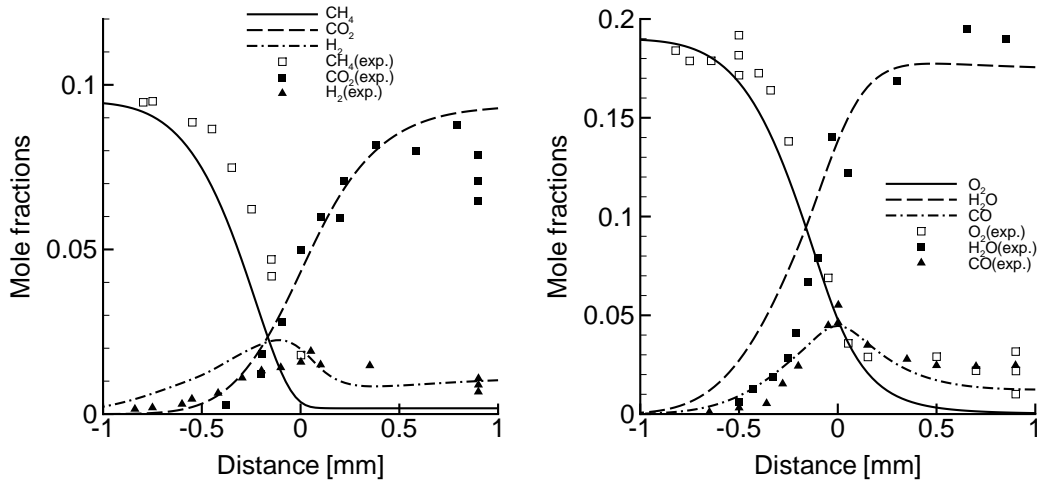 CH₄
CO₂
H₂
CH₄(exp.)
CO₂(exp.)
H₂(exp.)
0.1
0.05
0
-1
-0.5
0
0.5
1
Mole fractions
Distance [mm]
0.2
0.15
0.1
0.05
0
-1
-0.5
0
0.5
1
O₂
H₂O
CO
O₂(exp.)
H₂O(exp.)
CO(exp.)
Mole fractions
Distance [mm]